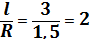 l/R = 3/1,5 = 2